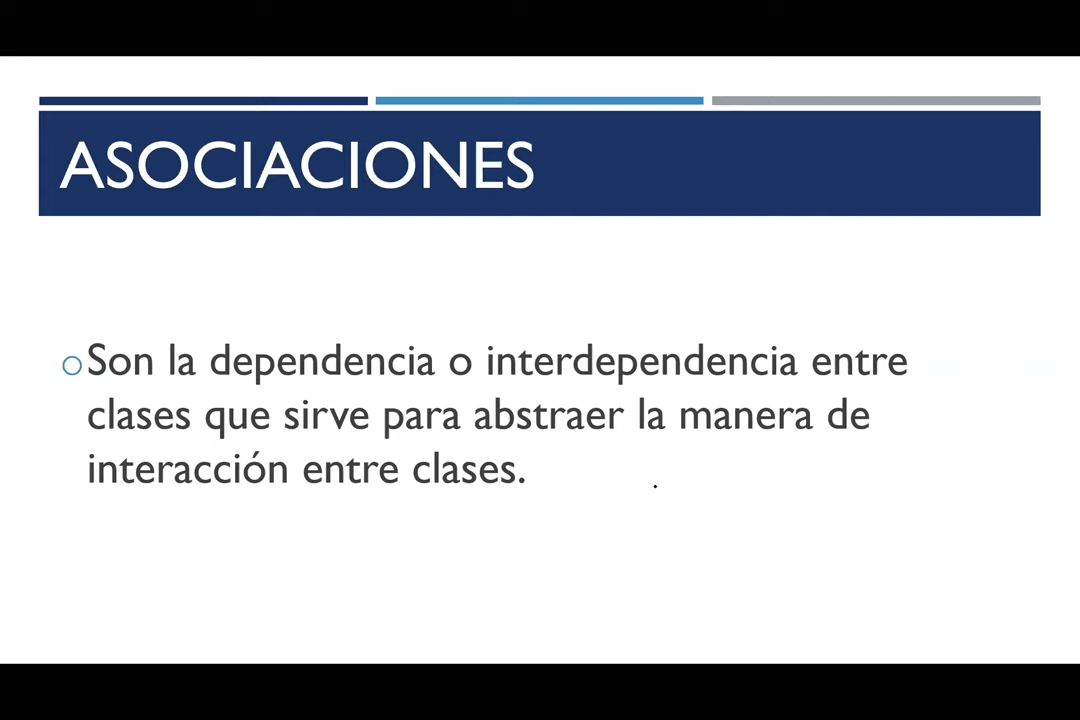 ASOCIACIONES
Son la dependencia o interdependencia entre
clases que sirve para abstraer la manera de
interacción entre clases.